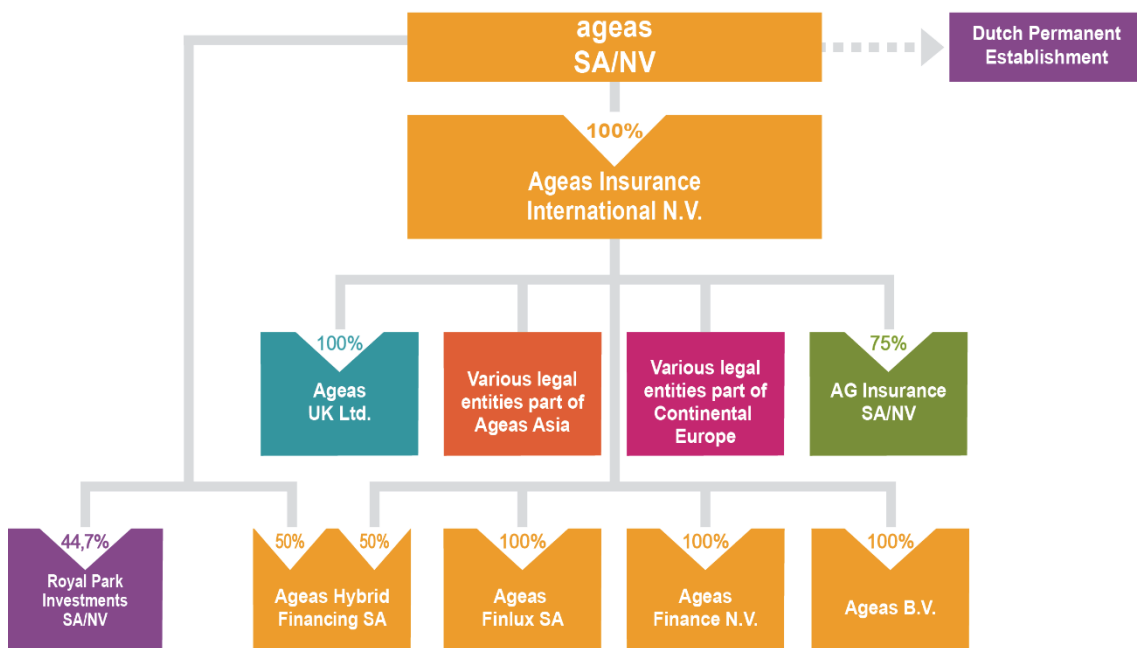 ageas
SA/NV
Dutch Permanent
Establishment
100%
Ageas Insurance
International N.V.
100%
Ageas
UK Ltd.
Various legal
entities part of
Ageas Asia
Various legal
entities part of
Continental
Europe
75%
AG Insurance
SA/NV
44,7%
Royal Park
Investments
SA/NV
50%
50%
Ageas Hybrid
Financing SA
100%
Ageas
Finlux SA
100%
Ageas
Finance N.V.
100%
Ageas B.V.